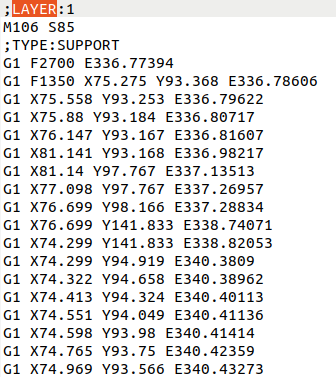 ;LAYER:1
M106 S85
;TYPE:SUPPORT
G1 F2700 E336.77394
G1 F1350 X75.275 Y93.368 E336.78606
G1 X75.558 Y93.253 E336.79622
G1 X75.88 Y93.184 E336.80717
G1 X76.147 Y93.167 E336.81607
G1 X81.141 Y93.168 E336.98217
G1 X81.14 Y97.767 E337.13513
G1 X77.098 Y97.767 E337.26957
G1 X76.699 Y98.166 E337.28834
G1 X76.699 Y141.833 E338.74071
G1 X74.299 Y141.833 E338.82053
G1 X74.299 Y94.919 E340.3809
G1 X74.322 Y94.658 E340.38962
G1 X74.413 Y94.324 E340.40113
G1 X74.551 Y94.049 E340.41136
G1 X74.598 Y93.98 E340.41414
G1 X74.765 Y93.75 E340.42359
G1 X74.969 Y93.566 E340.43273